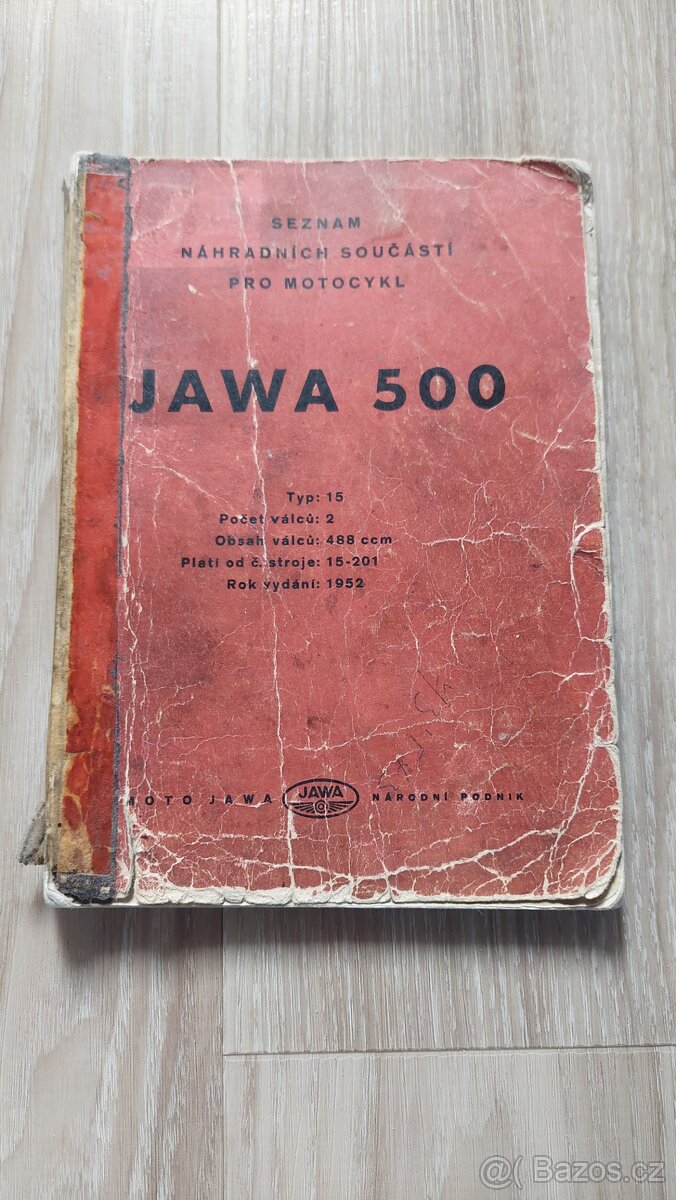 SEZNAM
NÁHRADNÍCH SOUČÁSTÍ
PRO MOTOCYKL
JAWA 500
Typ: 15
Počet válců: 2
Obsah válců: 488 ccm
Platí od č. stroje: 15-201
Rok vydání: 1952
MOTO JAWA JAWA NÁRODNÍ PODNIK
@ Bazos.cz